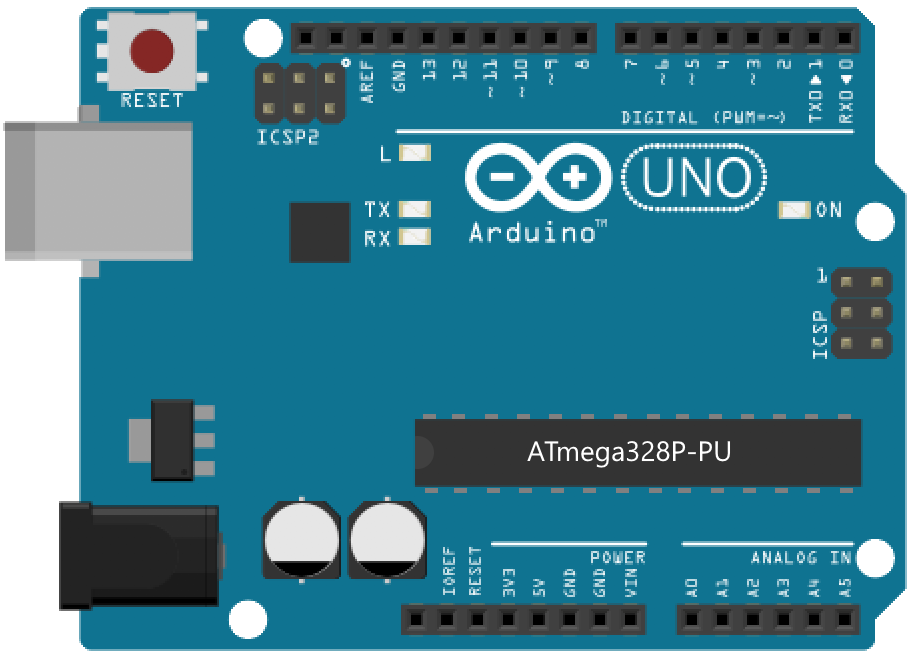 RESET
ICSP2
AREF
GND
13
12
~11
~10
~9
8
7
~6
~5
4
~3
2
TXD▶1
RXD◀0
DIGITAL (PWM=~)
L
TX
RX
UNO
Arduino™
ON
1
ICSP
ATmega328P-PU
POWER
ANALOG IN
IOREF
RESET
3V3
5V
GND
GND
VIN
A0
A1
A2
A3
A4
A5